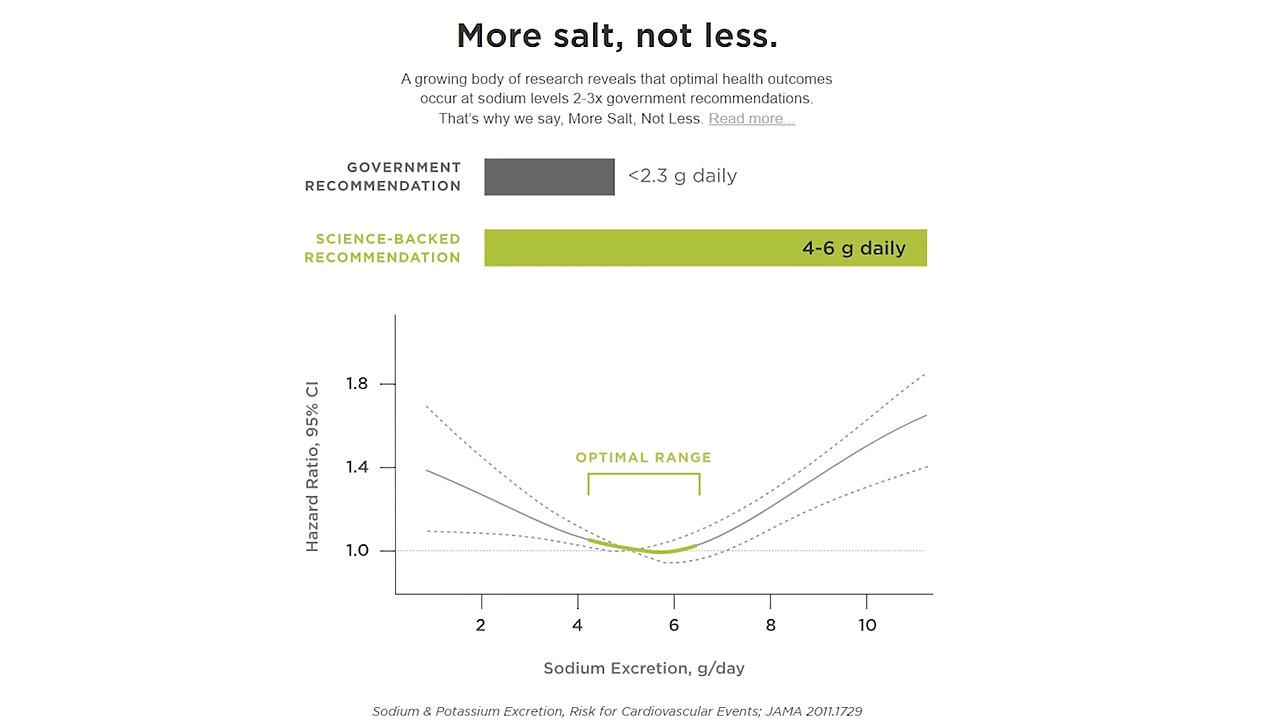 More salt, not less.
A growing body of research reveals that optimal health outcomes
occur at sodium levels 2-3x government recommendations.
That's why we say, More Salt, Not Less. Read more...
GOVERNMENT
RECOMMENDATION
<2.3 g daily
SCIENCE-BACKED
RECOMMENDATION
4-6 g daily
Hazard Ratio, 95% CI
1.8
1.4
1.0
OPTIMAL RANGE
2 4 6 8 10
Sodium Excretion, g/day
Sodium & Potassium Excretion, Risk for Cardiovascular Events; JAMA 2011.1729